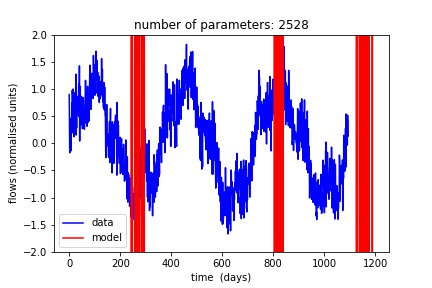 number of parameters: 2528
flows (normalised units)
2.0
1.5
1.0
0.5
0.0
−0.5
−1.0
−1.5
−2.0
data
model
0 200 400 600 800 1000 1200
time (days)